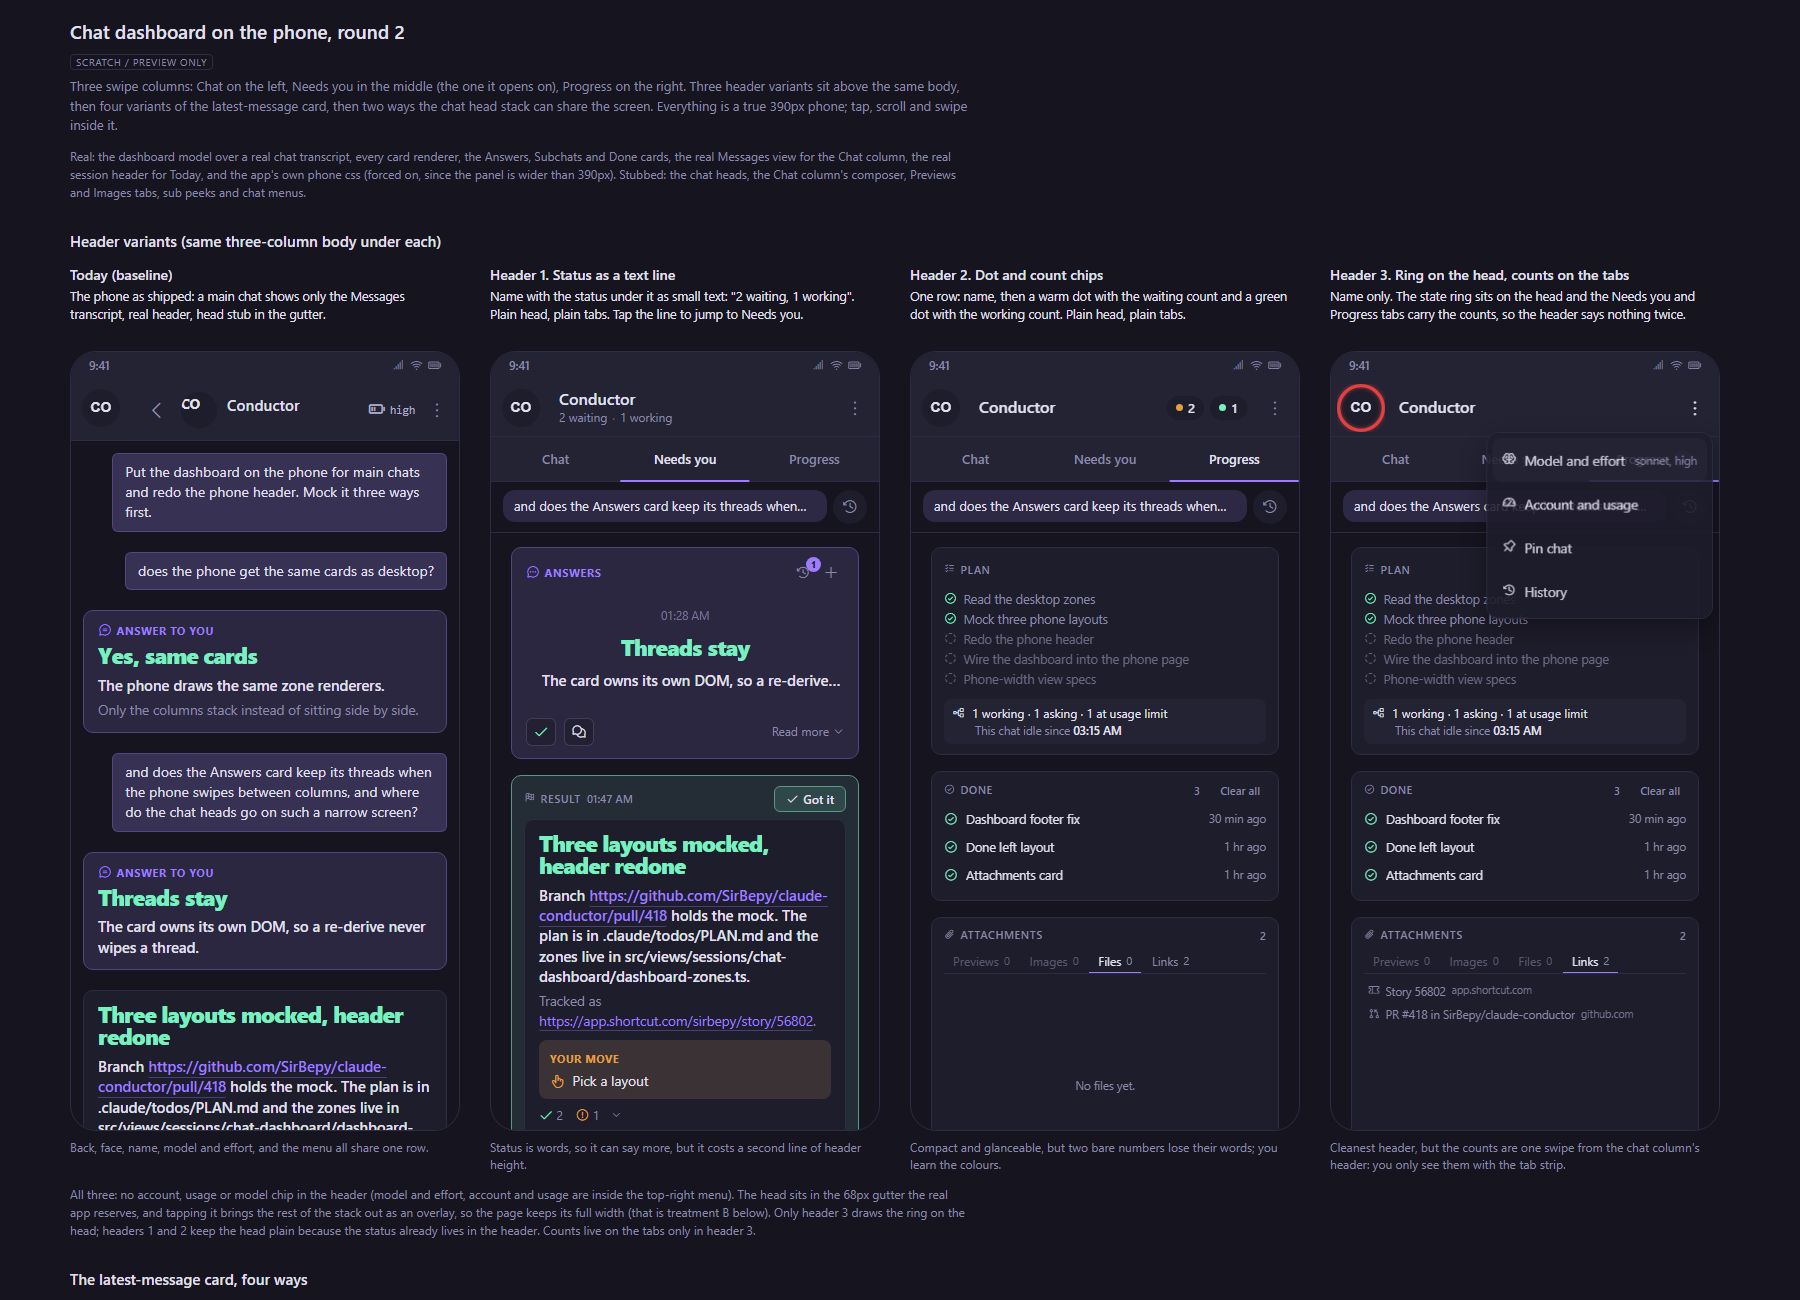 Chat dashboard on the phone, round 2
SCRATCH / PREVIEW ONLY
Three swipe columns: Chat on the left, Needs you in the middle (the one it opens on), Progress on the right. Three header variants sit above the same body,
then four variants of the latest-message card, then two ways the chat head stack can share the screen. Everything is a true 390px phone; tap, scroll and swipe
inside it.
Real: the dashboard model over a real chat transcript, every card renderer, the Answers, Subchats and Done cards, the real Messages view for the Chat column, the real
session header for Today, and the app's own phone css (forced on, since the panel is wider than 390px). Stubbed: the chat heads, the Chat column's composer, Previews
and Images tabs, sub peeks and chat menus.
Header variants (same three-column body under each)
Today (baseline)
The phone as shipped: a main chat shows only the Messages
transcript, real header, head stub in the gutter.
9:41
CO
CO
Conductor
high
Put the dashboard on the phone for main chats
and redo the phone header. Mock it three ways
first.
does the phone get the same cards as desktop?
ANSWER TO YOU
Yes, same cards
The phone draws the same zone renderers.
Only the columns stack instead of sitting side by side.
and does the Answers card keep its threads when
the phone swipes between columns, and where
do the chat heads go on such a narrow screen?
ANSWER TO YOU
Threads stay
The card owns its own DOM, so a re-derive never
wipes a thread.
Three layouts mocked, header
redone
Branch https://github.com/SirBepy/claude-
conductor/pull/418 holds the mock. The plan is in
.claude/todos/PLAN.md and the zones live in
src/views/sessions/chat-dashboard/dashboard-
Back, face, name, model and effort, and the menu all share one row.
Header 1. Status as a text line
Name with the status under it as small text: "2 waiting, 1 working".
Plain head, plain tabs. Tap the line to jump to Needs you.
9:41
CO
Conductor
2 waiting · 1 working
Chat
Needs you
Progress
and does the Answers card keep its threads when...
ANSWERS
1
01:28 AM
Threads stay
The card owns its own DOM, so a re-derive...
Read more
RESULT 01:47 AM
Got it
Three layouts mocked,
header redone
Branch https://github.com/SirBepy/claude-
conductor/pull/418 holds the mock. The
plan is in .claude/todos/PLAN.md and the
zones live in src/views/sessions/chat-
dashboard/dashboard-zones.ts.
Tracked as
https://app.shortcut.com/sirbepy/story/56802.
YOUR MOVE
Pick a layout
2
1
Status is words, so it can say more, but it costs a second line of header
height.
Header 2. Dot and count chips
One row: name, then a warm dot with the waiting count and a green
dot with the working count. Plain head, plain tabs.
9:41
CO
Conductor
2
1
Chat
Needs you
Progress
and does the Answers card keep its threads when...
PLAN
Read the desktop zones
Mock three phone layouts
Redo the phone header
Wire the dashboard into the phone page
Phone-width view specs
1 working · 1 asking · 1 at usage limit
This chat idle since 03:15 AM
DONE
3
Clear all
Dashboard footer fix
30 min ago
Done left layout
1 hr ago
Attachments card
1 hr ago
ATTACHMENTS
2
Previews 0
Images 0
Files 0
Links 2
No files yet.
Compact and glanceable, but two bare numbers lose their words; you
learn the colours.
Header 3. Ring on the head, counts on the tabs
Name only. The state ring sits on the head and the Needs you and
Progress tabs carry the counts, so the header says nothing twice.
9:41
CO
Conductor
Chat
Model and effort sonnet, high
Account and usage
Pin chat
History
and does the Answers
PLAN
Read the desktop zones
Mock three phone layouts
Redo the phone header
Wire the dashboard into the phone page
Phone-width view specs
1 working · 1 asking · 1 at usage limit
This chat idle since 03:15 AM
DONE
3
Clear all
Dashboard footer fix
30 min ago
Done left layout
1 hr ago
Attachments card
1 hr ago
ATTACHMENTS
2
Previews 0
Images 0
Files 0
Links 2
Story 56802 app.shortcut.com
PR #418 in SirBepy/claude-conductor github.com
Cleanest header, but the counts are one swipe from the chat column's
header: you only see them with the tab strip.
All three: no account, usage or model chip in the header (model and effort, account and usage are inside the top-right menu). The head sits in the 68px gutter the real
app reserves, and tapping it brings the rest of the stack out as an overlay, so the page keeps its full width (that is treatment B below). Only header 3 draws the ring on the
head; headers 1 and 2 keep the head plain because the status already lives in the header. Counts live on the tabs only in header 3.
The latest-message card, four ways